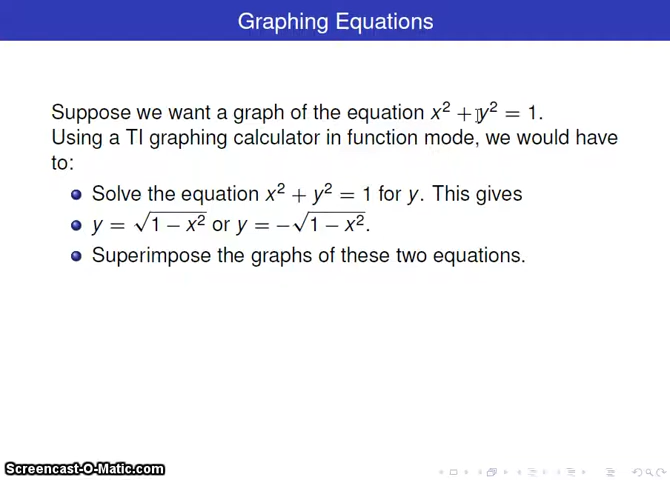 Graphing Equations
Suppose we want a graph of the equation x² + y² = 1.
Using a TI graphing calculator in function mode, we would have
to:
Solve the equation x² + y² = 1 for y. This gives
y = √(1 − x²) or y = −√(1 − x²).
Superimpose the graphs of these two equations.
Screencast-O-Matic.com